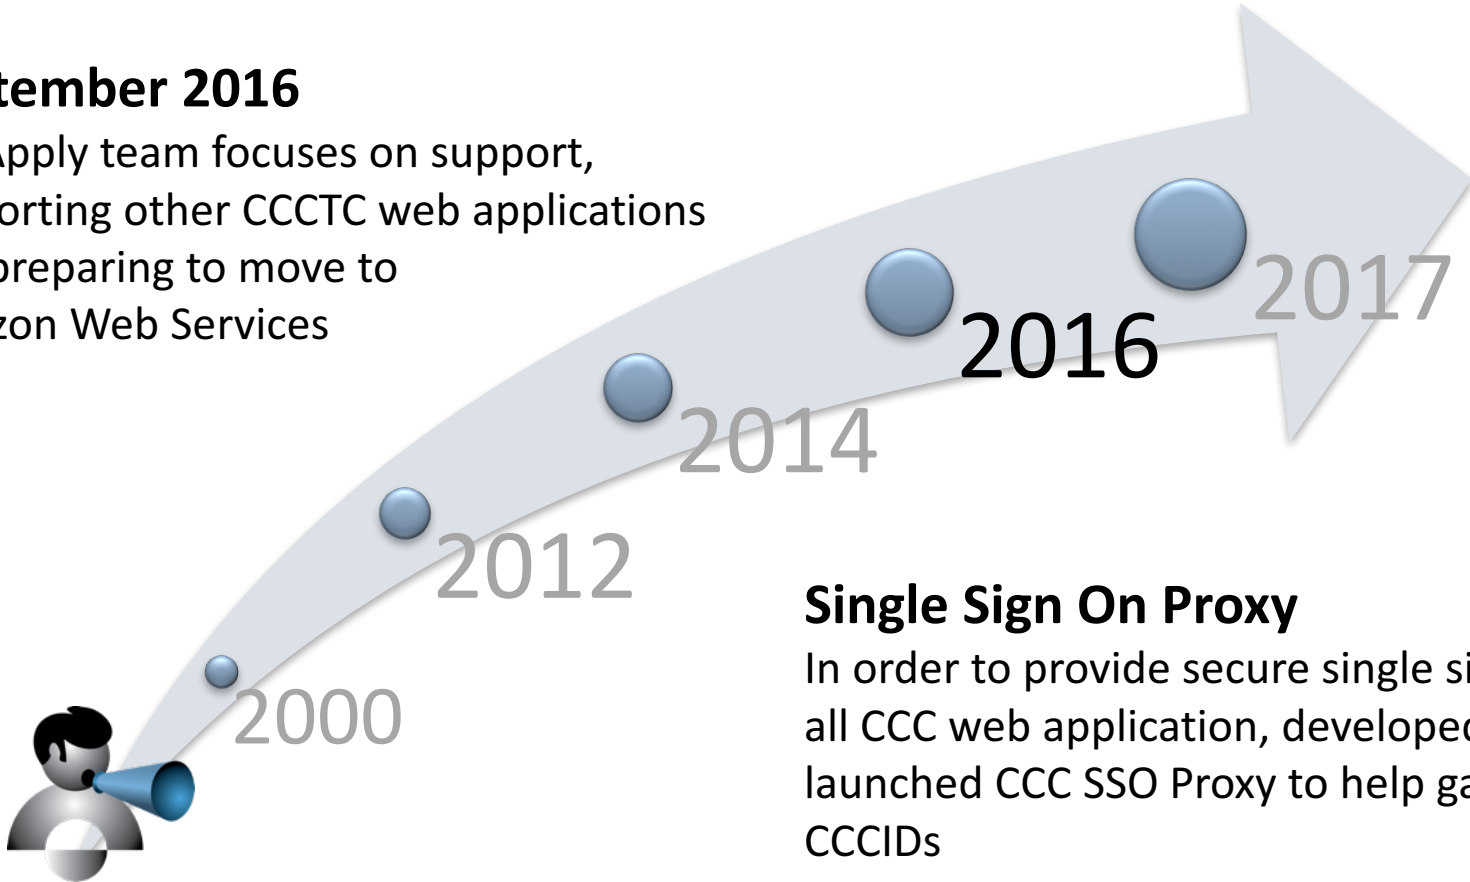 tember 2016
Apply team focuses on support,
orting other CCCTC web applications
preparing to move to
zon Web Services
2017
2016
2014
2012
2000
Single Sign On Proxy
In order to provide secure single si
all CCC web application, developed
launched CCC SSO Proxy to help ga
CCCIDs